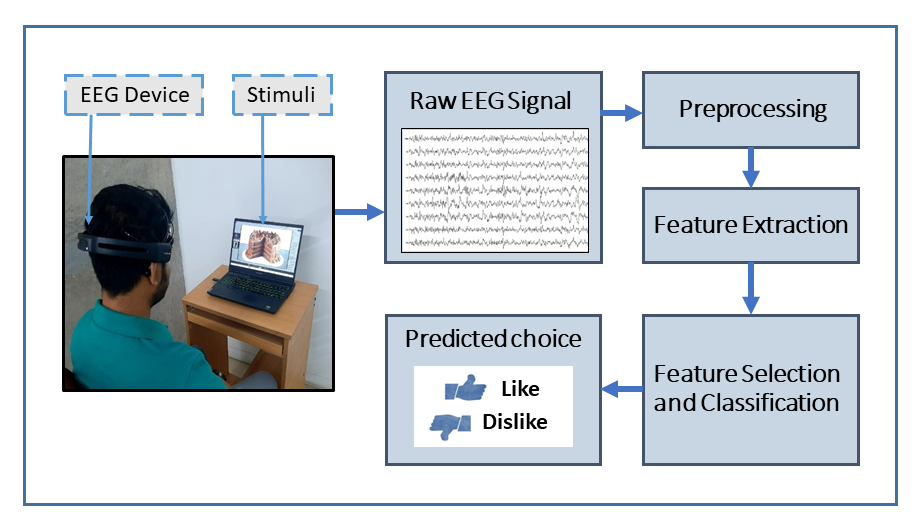 EEG Device
Stimuli
Raw EEG Signal
Preprocessing
Feature Extraction
Feature Selection
and Classification
Predicted choice
Like
Dislike